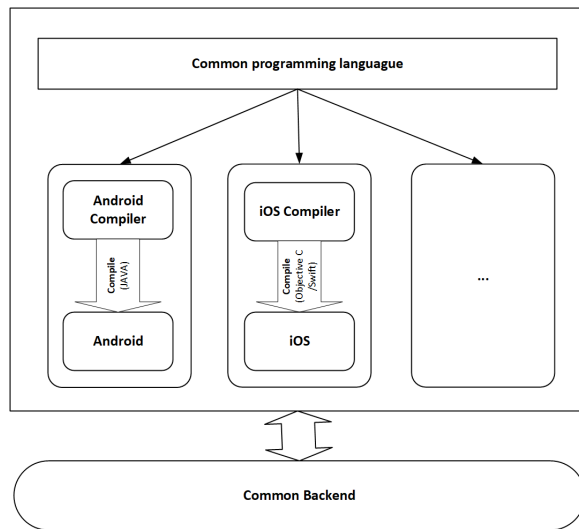 Common programming languague
Android
Compiler
iOS Compiler
...
Compile
(JAVA)
Compile
(Objective C
/Swift)
Android
iOS
Common Backend